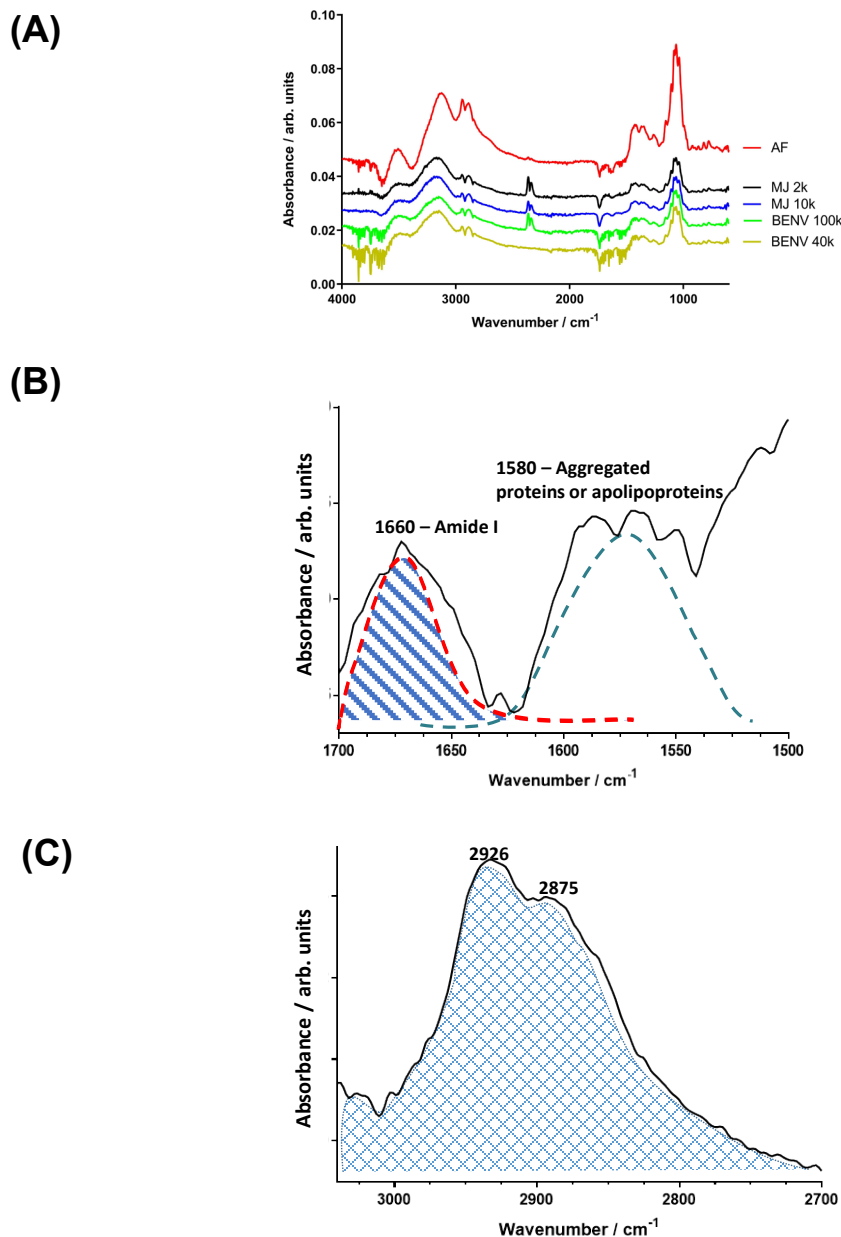 (A)
0.10
0.08
0.06
0.04
0.02
0.00
Absorbance / arb. units
4000 3000 2000 1000
Wavenumber / cm⁻¹
AF
MJ 2k
MJ 10k
BENV 100k
BENV 40k
(B)
Absorbance / arb. units
1660 – Amide I
1580 – Aggregated
proteins or apolipoproteins
1700 1650 1600 1550 1500
Wavenumber / cm⁻¹
(C)
Absorbance / arb. units
2926
2875
3000 2900 2800 2700
Wavenumber / cm⁻¹